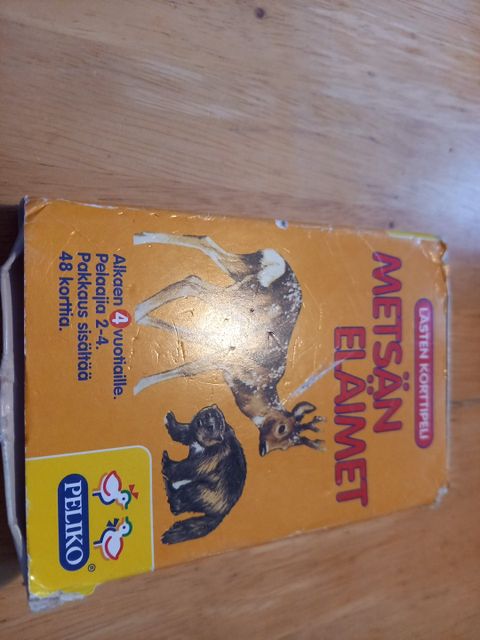 LASTEN KORTTIPELI
METSÄN
ELÄIMET
Alkaen 4 vuotiaille.
Pelaajia 2-4.
Pakkaus sisältää
48 korttia.
PELIKO®